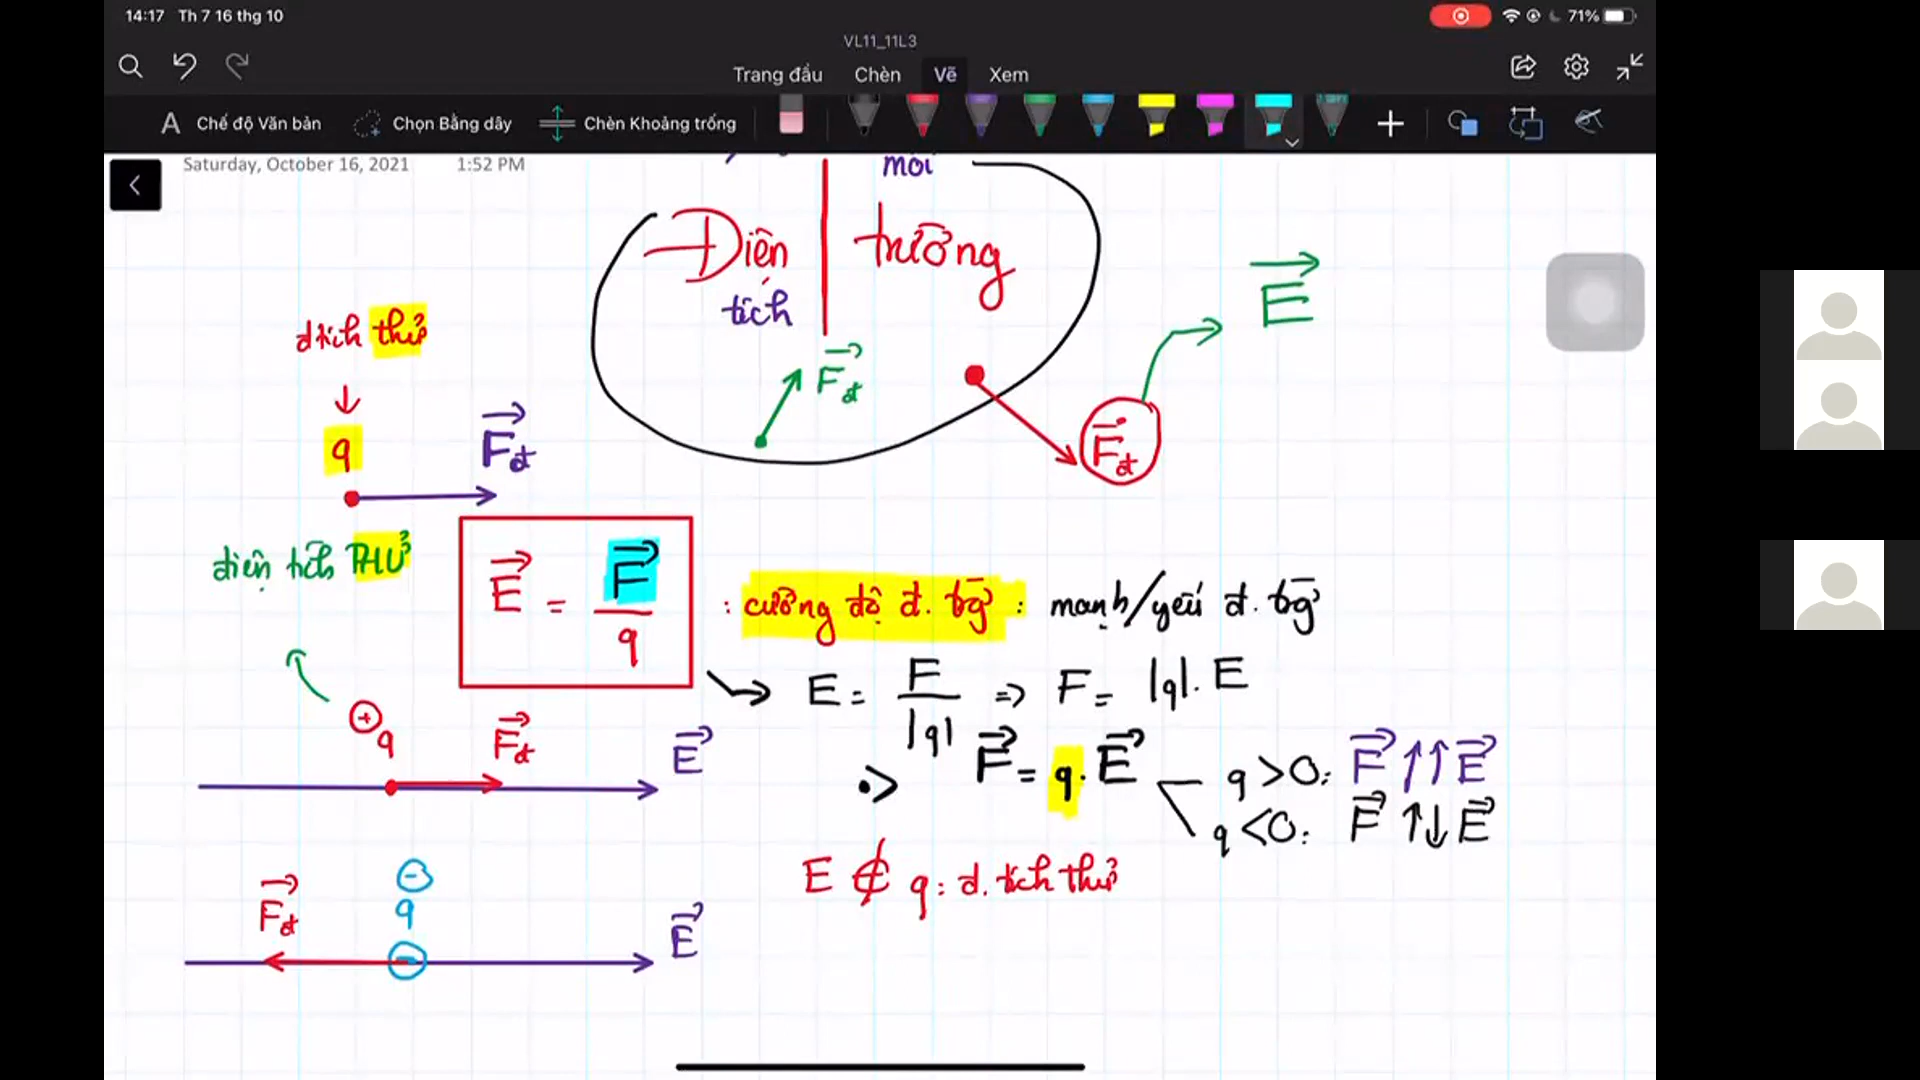 14:17 Th 7 16 thg 10
71%
VL11_11L3
Trang đầu Chèn Vẽ Xem
A Chế độ Văn bản Chọn Bằng dây Chèn Khoảng trống
Saturday, October 16, 2021 1:52 PM
môi
Điện trường
tích
E
F đ
F đ
đ tích thử
q
F đ
điện tích THỬ
E = F / q : cường độ đ. trg : mạnh/yếu đ. trg
E = F / |q| => F = |q|. E
F = q. E
q > 0: F ↑↑ E
q < 0: F ↑↓ E
E ∉ q: đ. tích thử
+
q
F đ
E
−
q
F đ
E